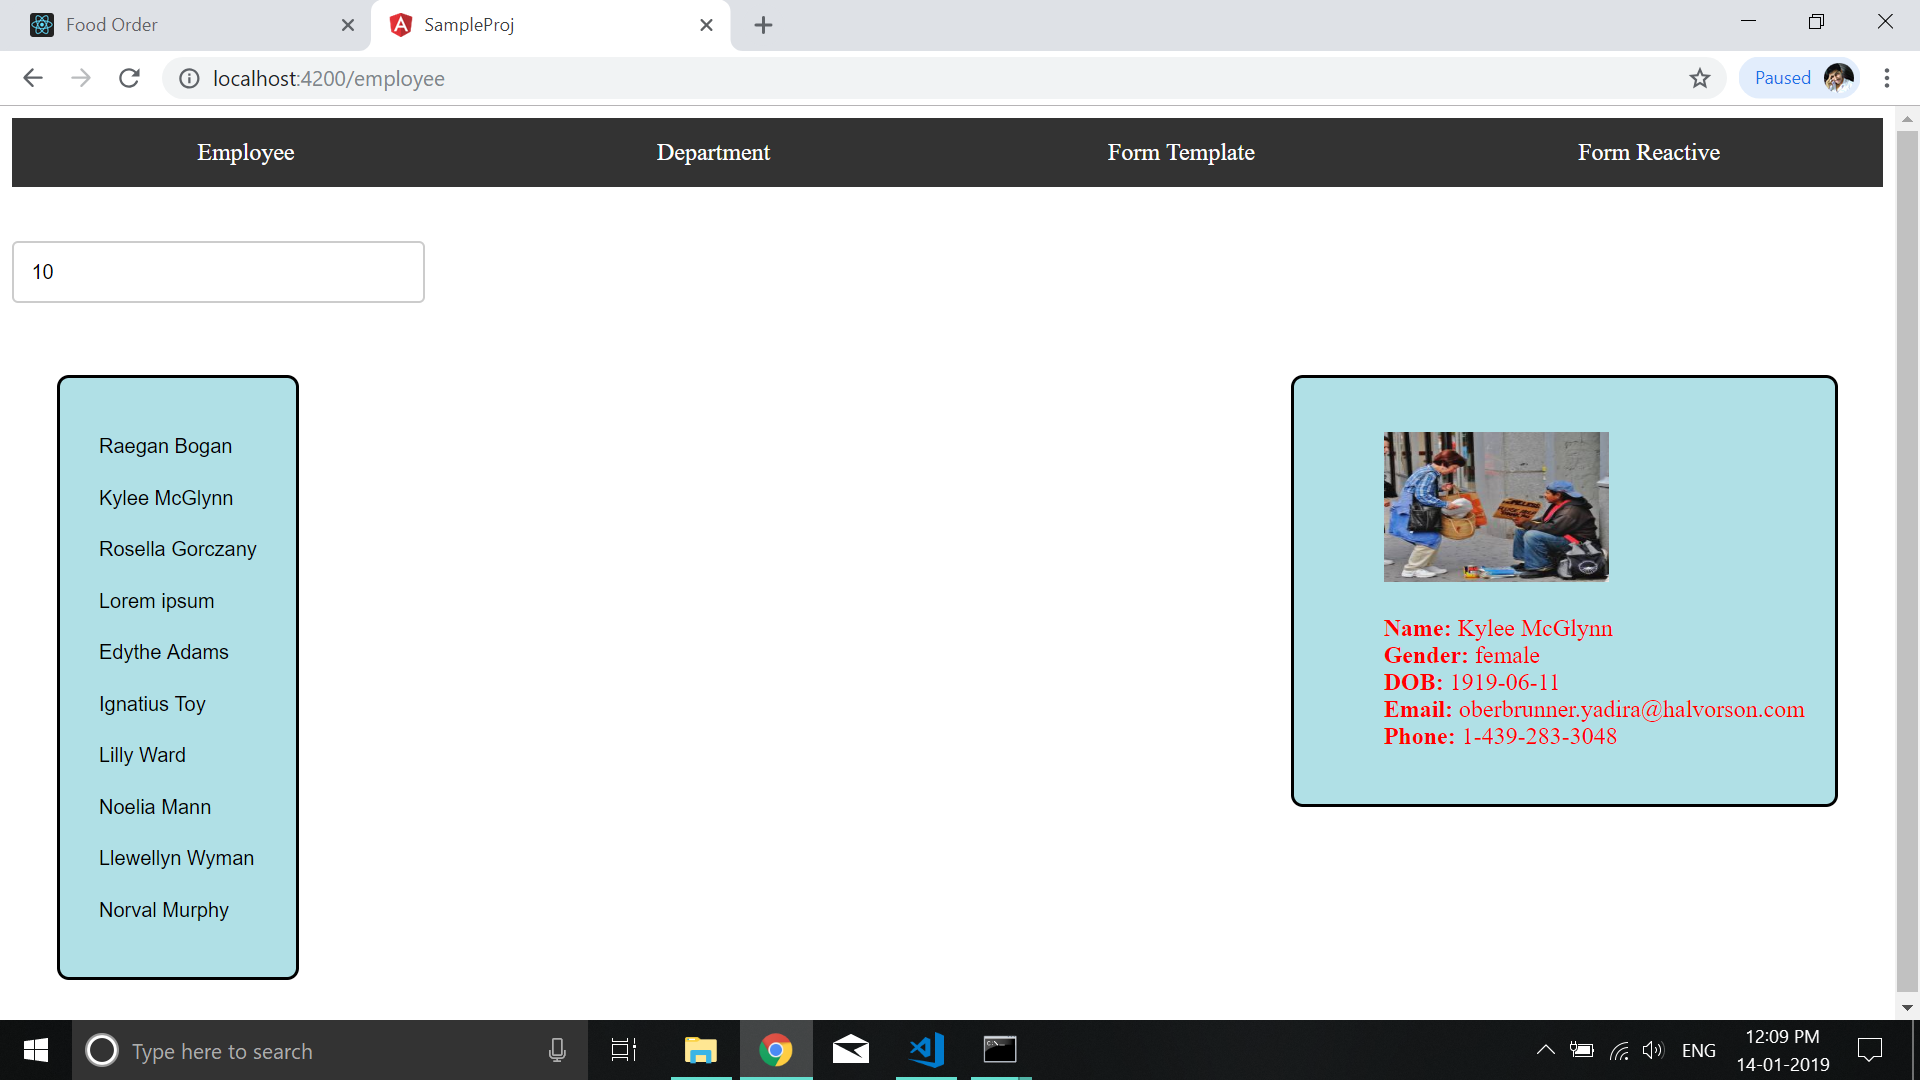 Food Order
SampleProj
localhost:4200/employee
Paused
Employee Department Form Template Form Reactive
10
Raegan Bogan
Kylee McGlynn
Rosella Gorczany
Lorem ipsum
Edythe Adams
Ignatius Toy
Lilly Ward
Noelia Mann
Llewellyn Wyman
Norval Murphy
Name: Kylee McGlynn
Gender: female
DOB: 1919-06-11
Email: oberbrunner.yadira@halvorson.com
Phone: 1-439-283-3048
Type here to search
ENG
12:09 PM
14-01-2019